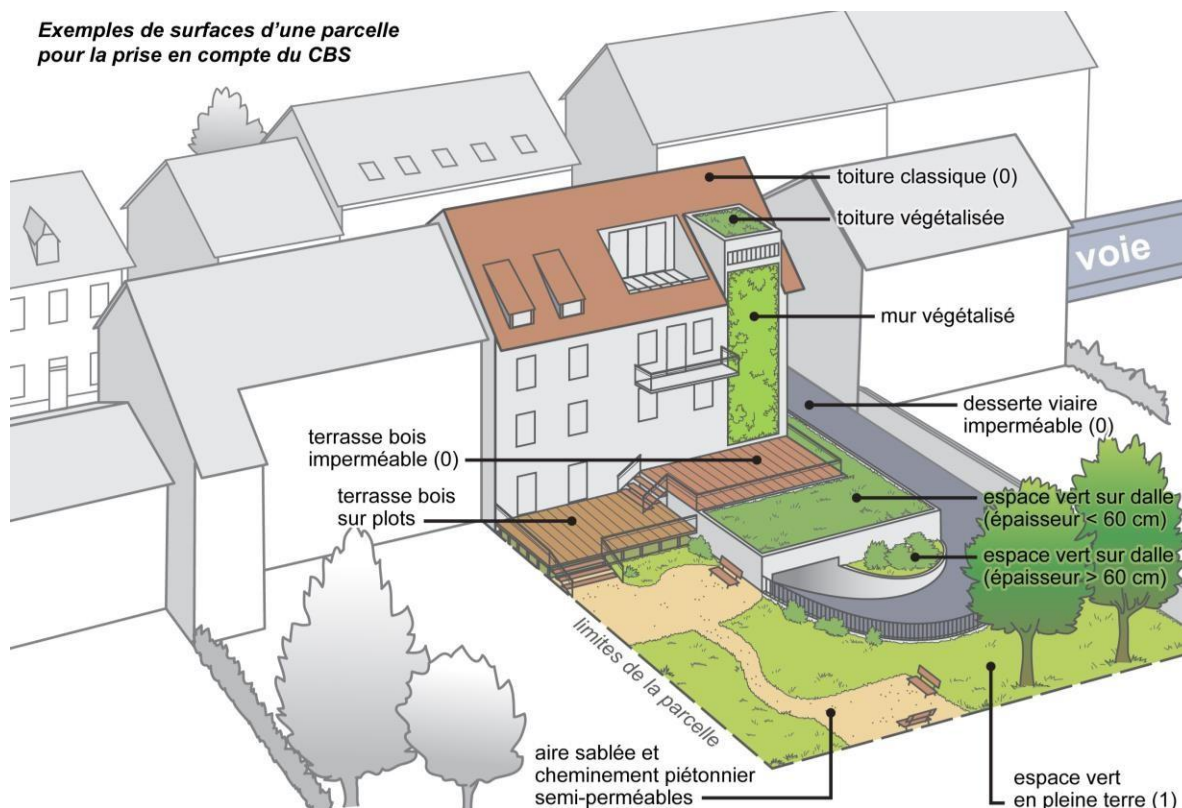 Exemples de surfaces d'une parcelle
pour la prise en compte du CBS
toiture classique (0)
toiture végétalisée
voie
mur végétalisé
desserte viaire
imperméable (0)
terrasse bois
imperméable (0)
terrasse bois
sur plots
espace vert sur dalle
(épaisseur < 60 cm)
espace vert sur dalle
(épaisseur > 60 cm)
limites de la parcelle
aire sablée et
cheminement piétonnier
semi-perméables
espace vert
en pleine terre (1)